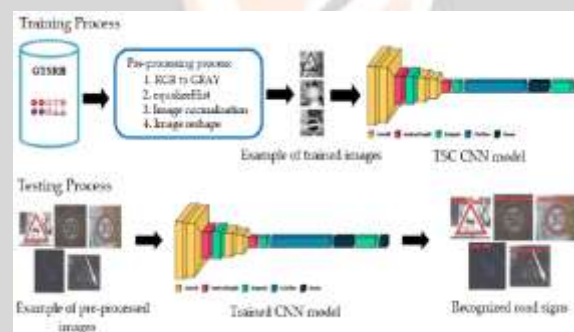 Training Process
GTSRB
Pre-processing process:
1. RGB to GRAY
2. equalizeHist
3. Image normalization
4. Image reshape
Example of trained images
TSC CNN model
Testing Process
Example of pre-processed
images
Trained CNN model
Recognized road signs